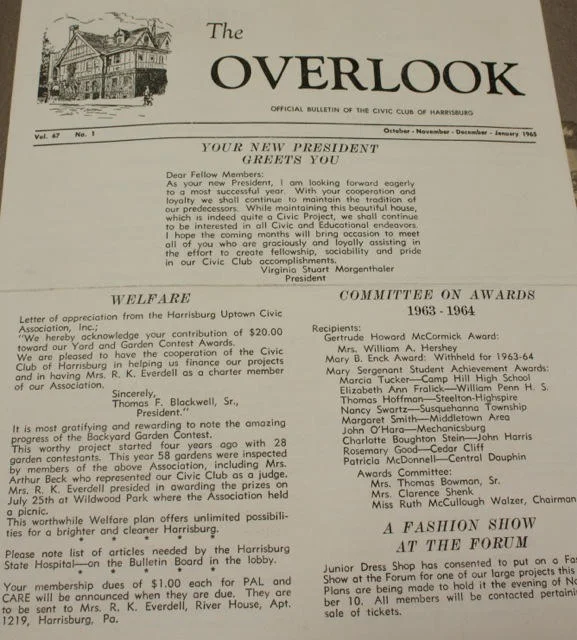 The
OVERLOOK
OFFICIAL BULLETIN OF THE CIVIC CLUB OF HARRISBURG
Vol. 67 No. 1 October - November - December - January 1965
YOUR NEW PRESIDENT
GREETS YOU
Dear Fellow Members:
As your new President, I am looking forward eagerly
to a most successful year. With your cooperation and
loyalty we shall continue to maintain the tradition of
our predecessors. While maintaining this beautiful house,
which is indeed quite a Civic Project, we shall continue
to be interested in all Civic and Educational endeavors.
I hope the coming months will bring occasion to meet
all of you who are graciously and loyally assisting in
the effort to create fellowship, sociability and pride
in our Civic Club accomplishments.
Virginia Stuart Morgenthaler
President
WELFARE
Letter of appreciation from the Harrisburg Uptown Civic
Association, Inc.;
"We hereby acknowledge your contribution of $20.00
toward our Yard and Garden Contest Awards.
We are pleased to have the cooperation of the Civic
Club of Harrisburg in helping us finance our projects
and in having Mrs. R. K. Everdell as a charter member
of our Association.
Sincerely,
Thomas F. Blackwell, Sr.,
President."
It is most gratifying and rewarding to note the amazing
progress of the Backyard Garden Contest.
This worthy project started four years ago with 28
garden contestants. This year 58 gardens were inspected
by members of the above Association, including Mrs.
Arthur Beck who represented our Civic Club as a judge.
Mrs. R. K. Everdell presided in awarding the prizes on
July 25th at Wildwood Park where the Association held
a picnic.
This worthwhile Welfare plan offers unlimited possibili-
ties for a brighter and cleaner Harrisburg.
* * * * *
Please note list of articles needed by the Harrisburg
State Hospital—on the Bulletin Board in the lobby.
* * * * *
Your membership dues of $1.00 each for PAL and
CARE will be announced when they are due. They are
to be sent to Mrs. R. K. Everdell, River House, Apt.
1219, Harrisburg, Pa.
COMMITTEE ON AWARDS
1963 - 1964
Recipients:
Gertrude Howard McCormick Award:
Mrs. William A. Hershey
Mary B. Enck Award: Withheld for 1963-64
Mary Sergenant Student Achievement Awards:
Marcia Tucker—Camp Hill High School
Elizabeth Ann Fralick—William Penn H. S.
Thomas Hoffman—Steelton-Highspire
Nancy Swartz—Susquehanna Township
Margaret Smith—Middletown Area
John O'Hara—Mechanicsburg
Charlotte Boughton Stein—John Harris
Rosemary Good—Cedar Cliff
Patricia McDonnell—Central Dauphin
Awards Committee:
Mrs. Thomas Bowman, Sr.
Mrs. Clarence Shenk
Miss Ruth McCullough Walzer, Chairman
A FASHION SHOW
AT THE FORUM
Junior Dress Shop has consented to put on a Fas
Show at the Forum for one of our large projects this
Plans are being made to hold it the evening of No
ber 10. All members will be contacted pertaini
sale of tickets.